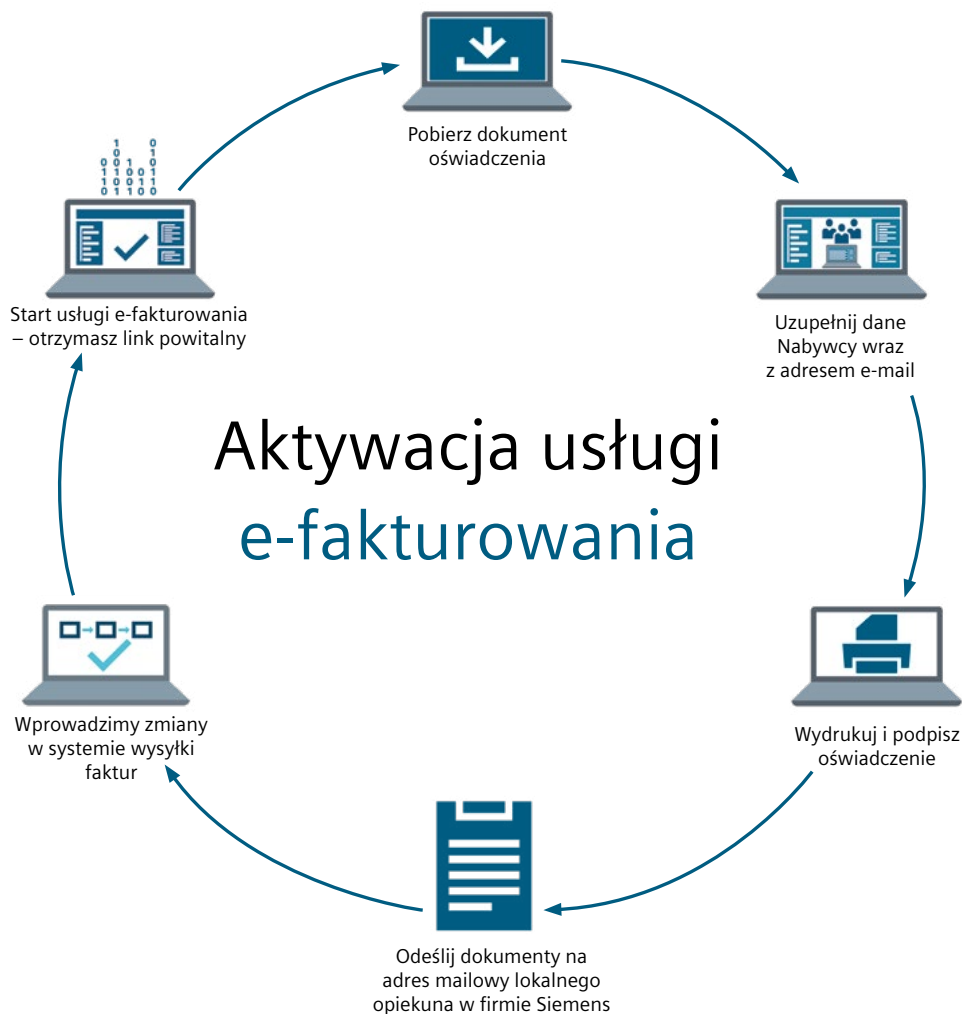 Pobierz dokument
oświadczenia
Uzupełnij dane
Nabywcy wraz
z adresem e-mail
Wydrukuj i podpisz
oświadczenie
Odeślij dokumenty na
adres mailowy lokalnego
opiekuna w firmie Siemens
Wprowadzimy zmiany
w systemie wysyłki
faktur
Start usługi e-fakturowania
– otrzymasz link powitalny
Aktywacja usługi
e-fakturowania